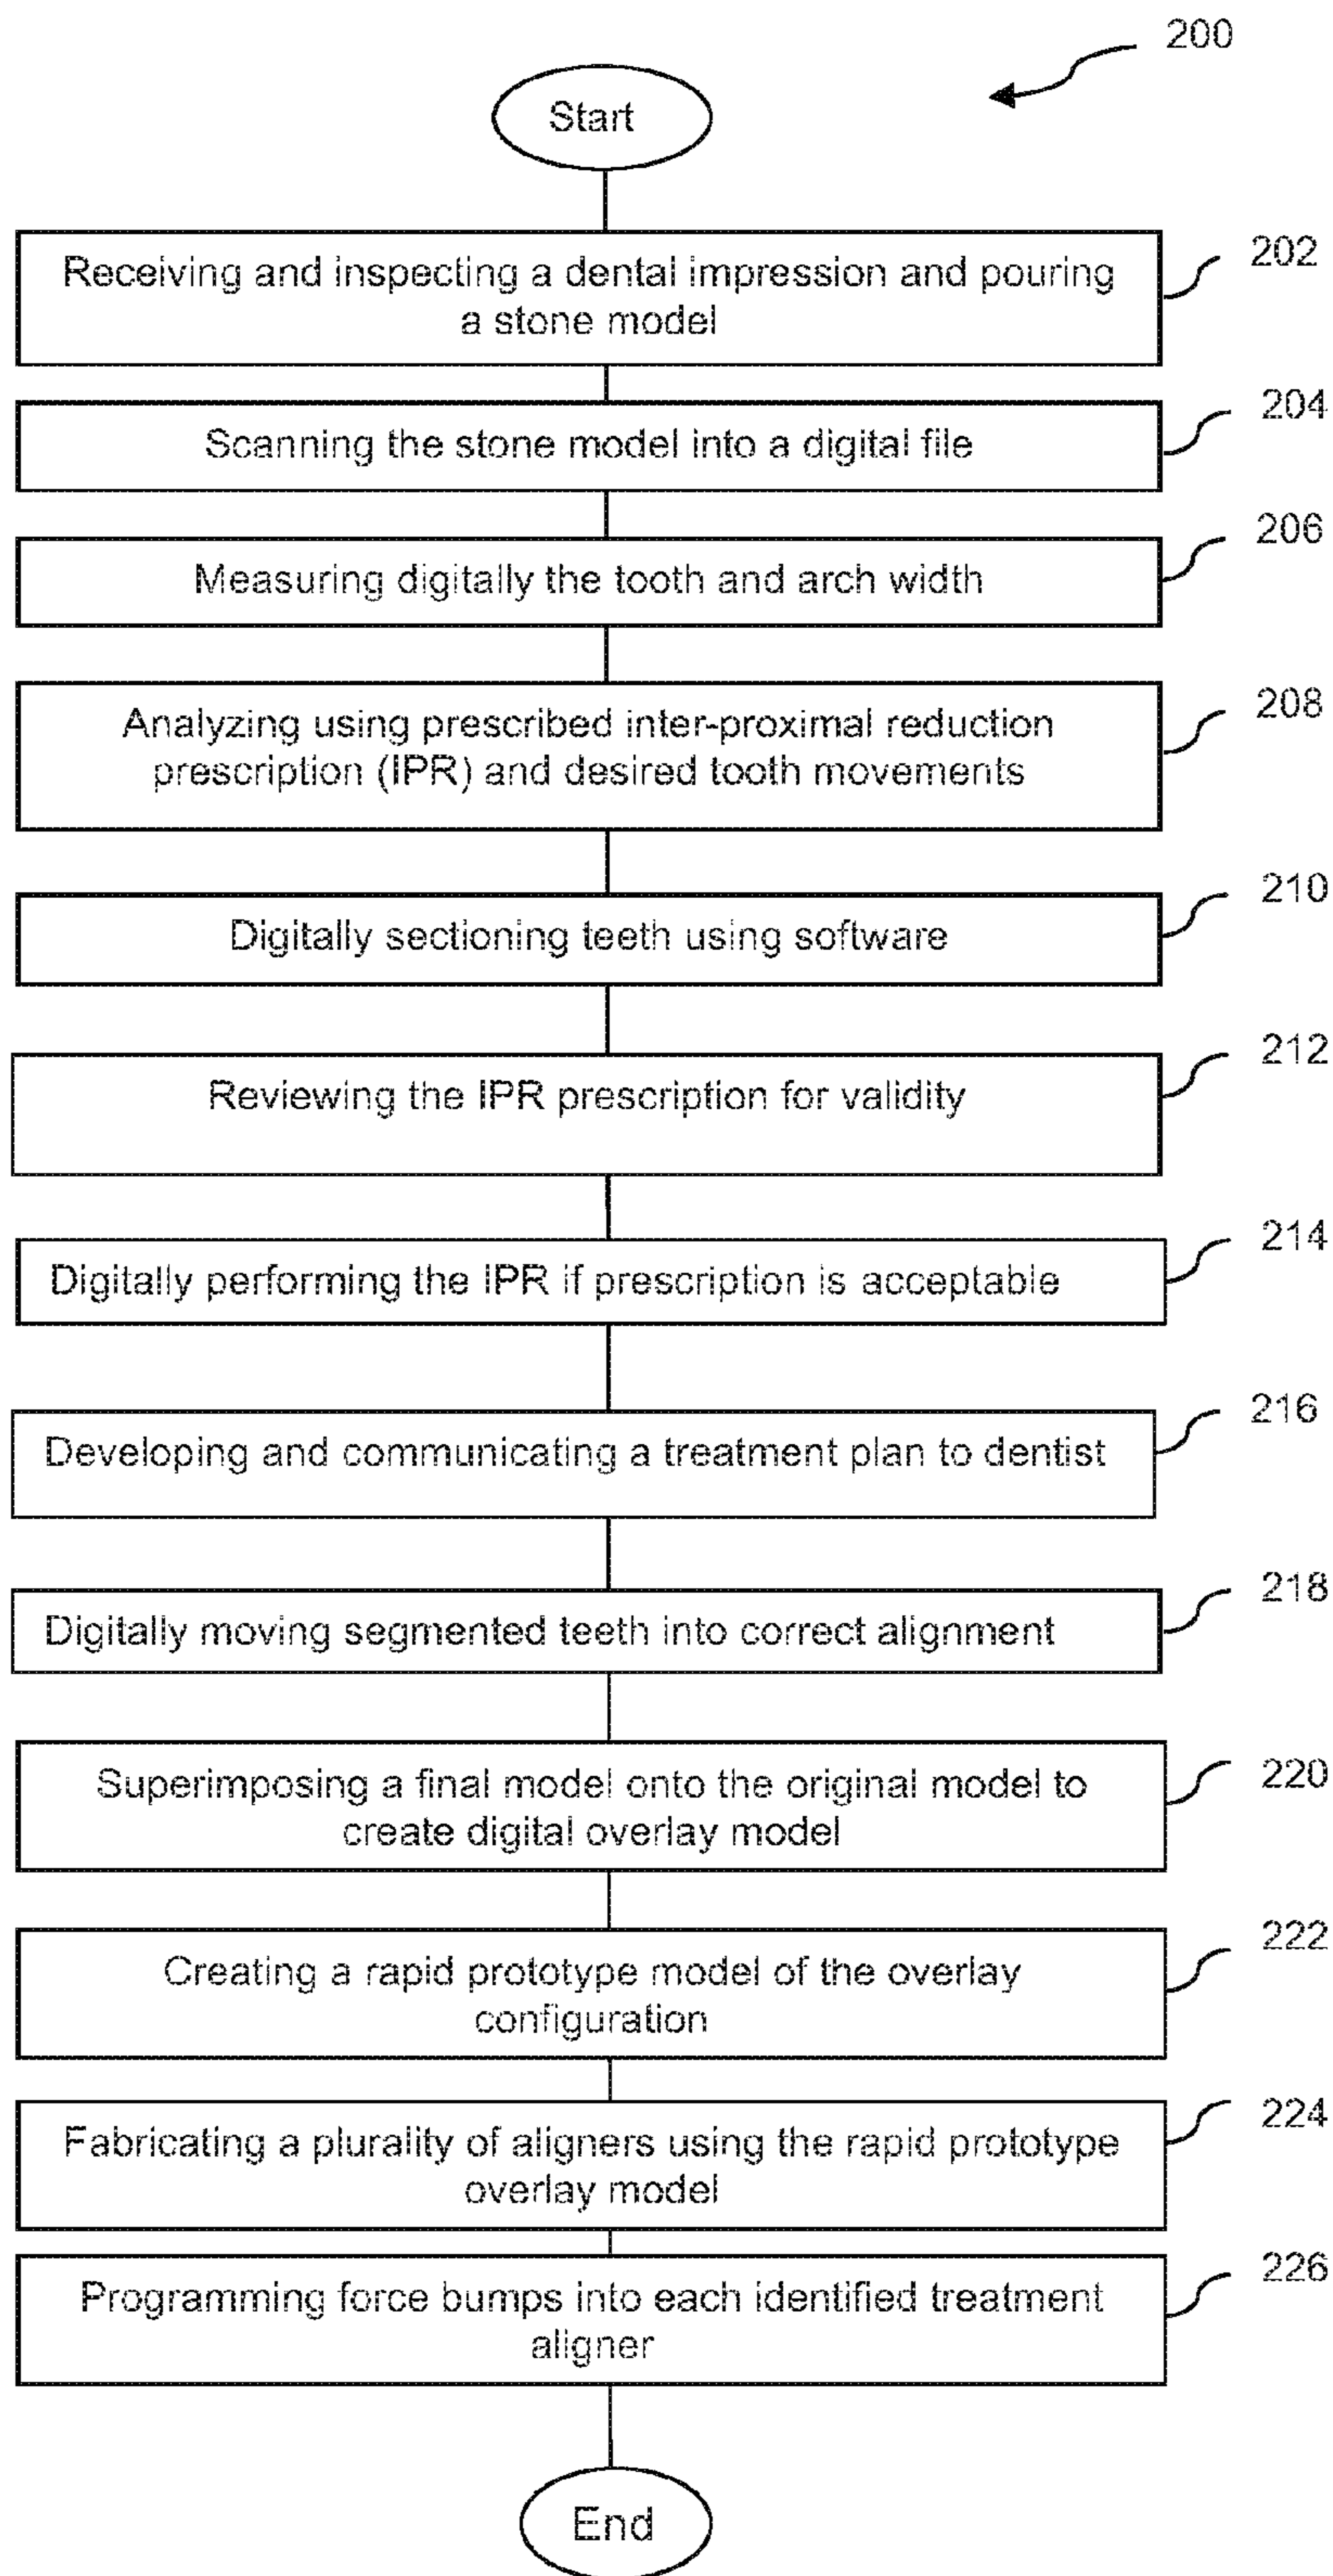 200
Start
Receiving and inspecting a dental impression and pouring
a stone model
202
Scanning the stone model into a digital file
204
Measuring digitally the tooth and arch width
206
Analyzing using prescribed inter-proximal reduction
prescription (IPR) and desired tooth movements
208
Digitally sectioning teeth using software
210
Reviewing the IPR prescription for validity
212
Digitally performing the IPR if prescription is acceptable
214
Developing and communicating a treatment plan to dentist
216
Digitally moving segmented teeth into correct alignment
218
Superimposing a final model onto the original model to
create digital overlay model
220
Creating a rapid prototype model of the overlay
configuration
222
Fabricating a plurality of aligners using the rapid prototype
overlay model
224
Programming force bumps into each identified treatment
aligner
226
End